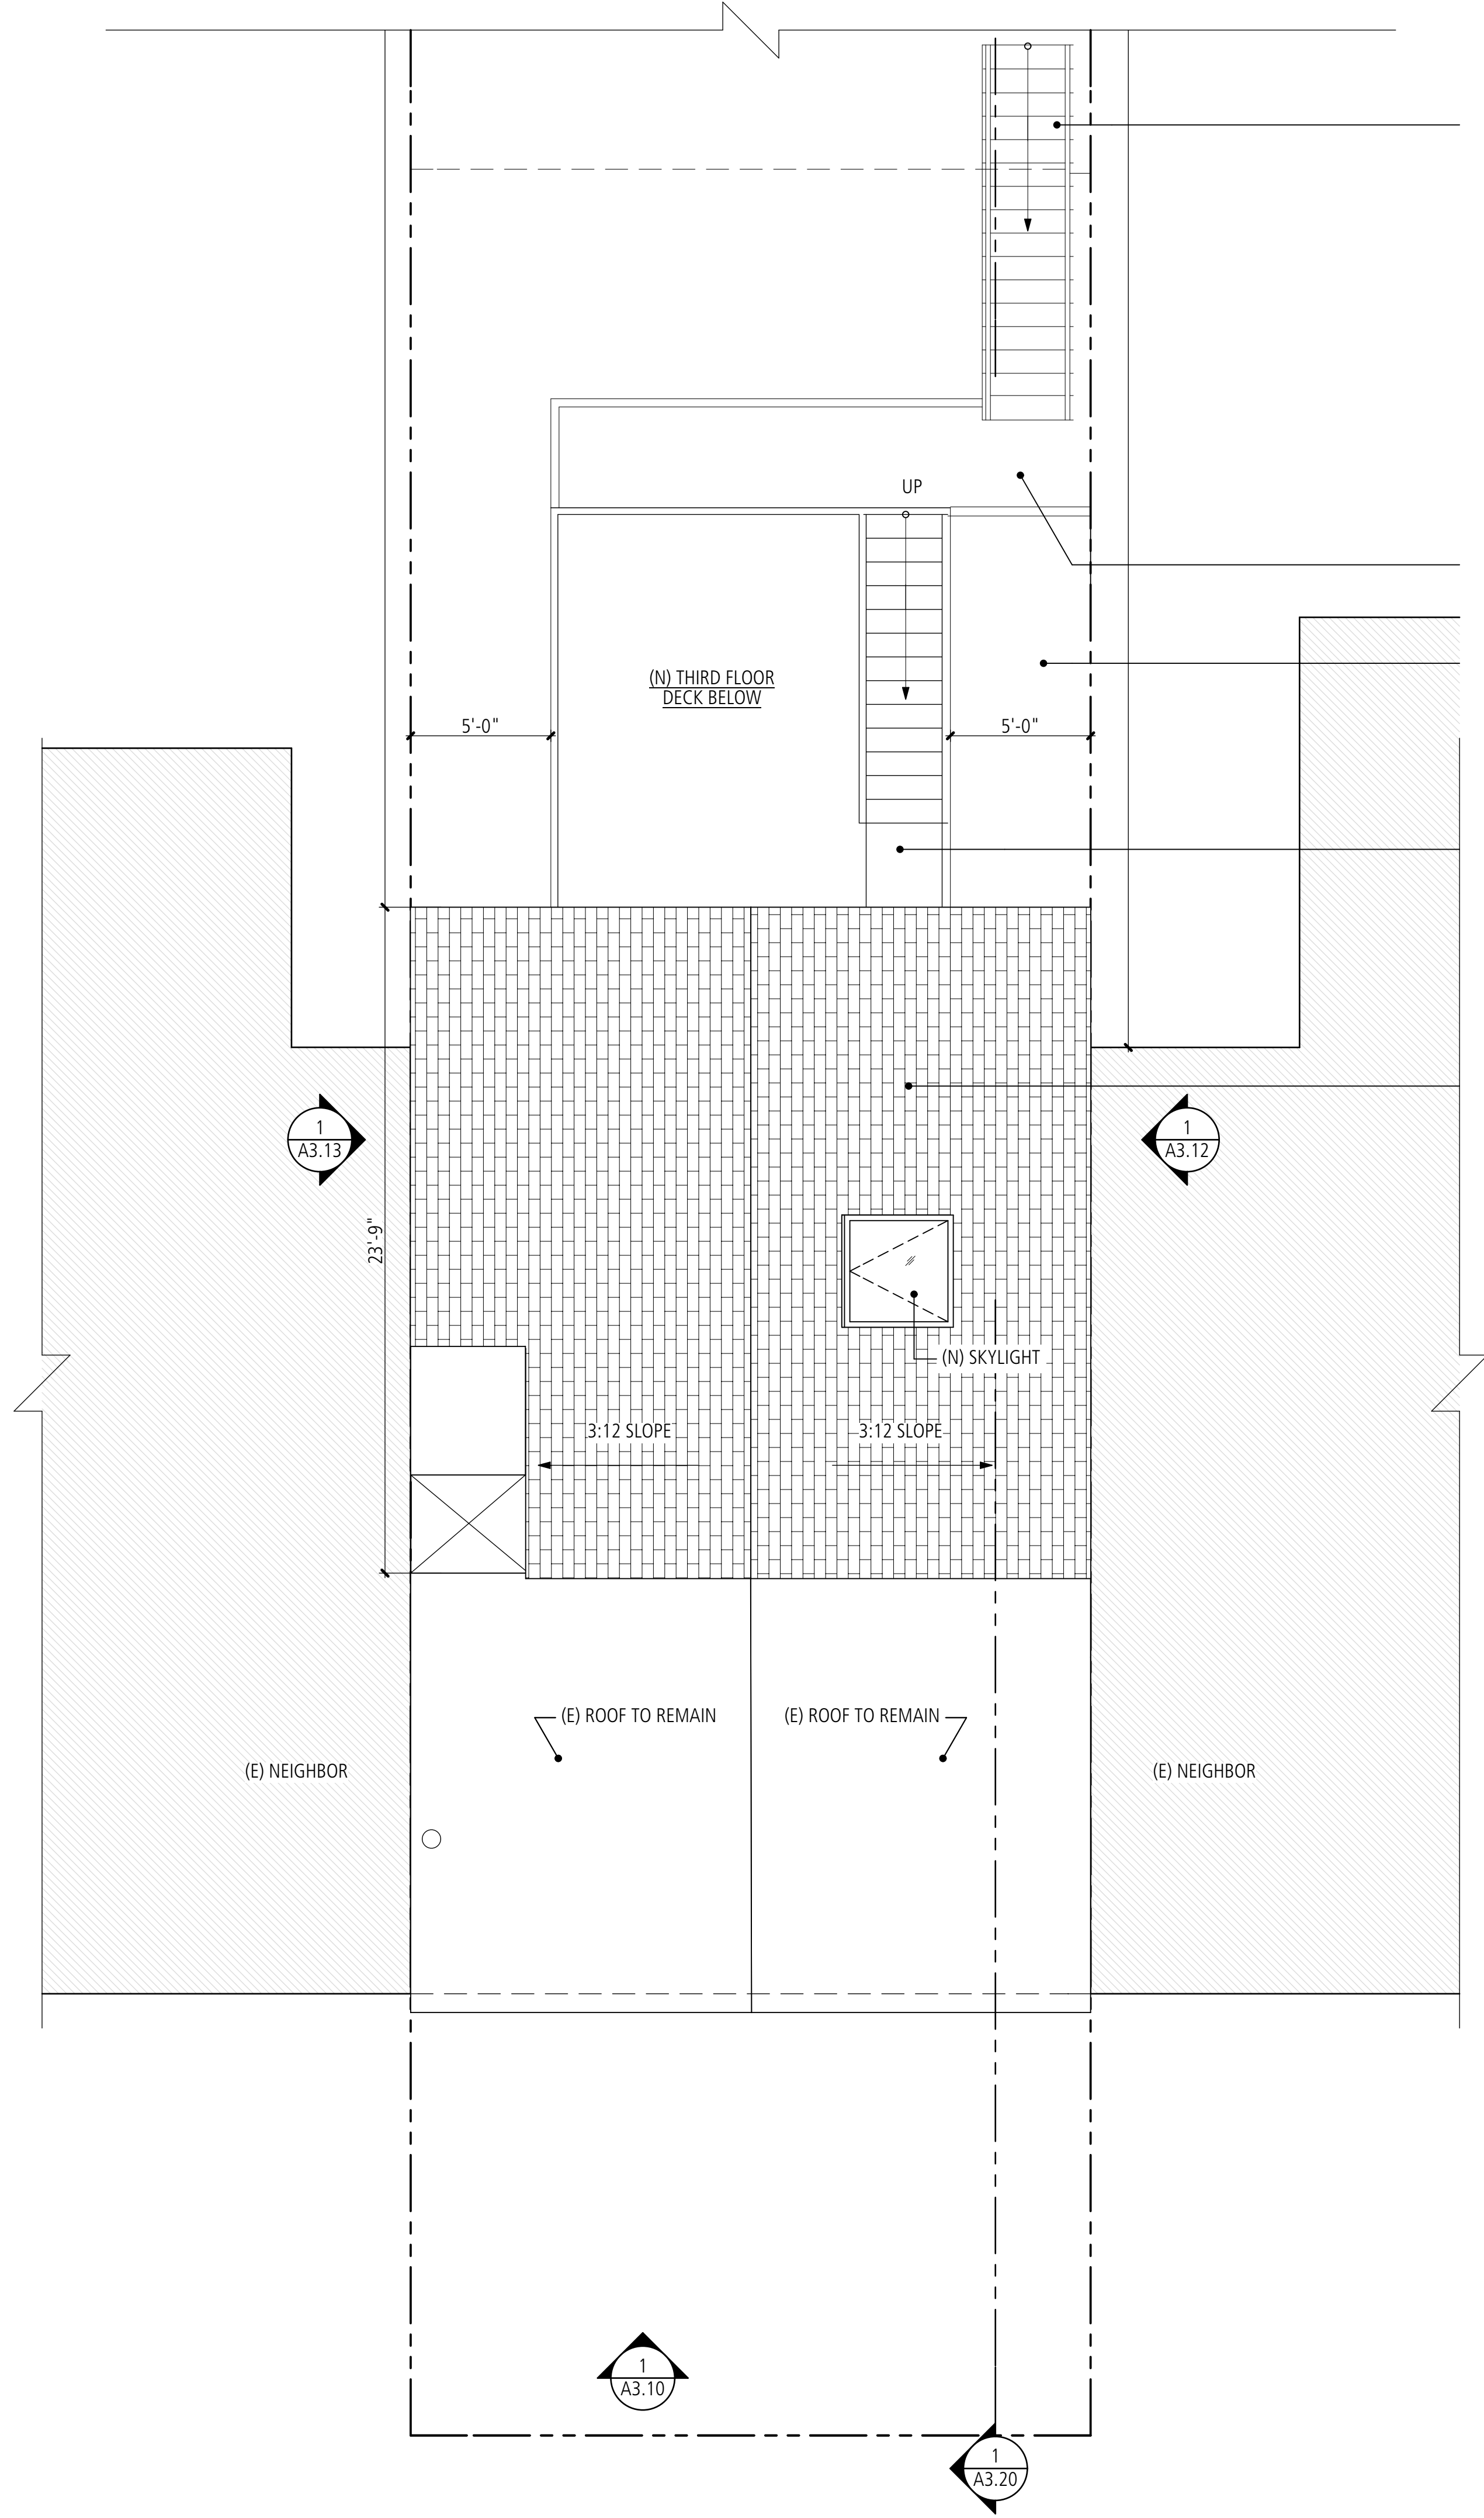 UP
(N) THIRD FLOOR
DECK BELOW
5'-0"
5'-0"
1
A3.13
1
A3.12
23'-9"
(N) SKYLIGHT
3:12 SLOPE
3:12 SLOPE
(E) ROOF TO REMAIN
(E) ROOF TO REMAIN
(E) NEIGHBOR
(E) NEIGHBOR
1
A3.10
1
A3.20